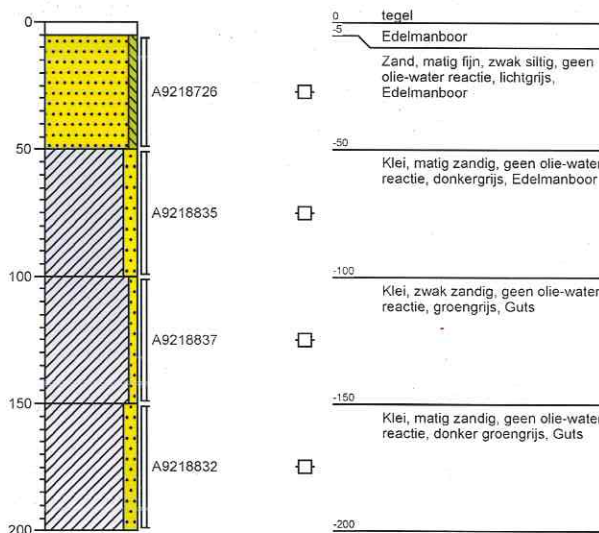 0
50
100
150
200
A9218726
A9218835
A9218837
A9218832
0 tegel
-5
Edelmanboor
Zand, matig fijn, zwak siltig, geen
olie-water reactie, lichtgrijs,
Edelmanboor
-50
Klei, matig zandig, geen olie-water
reactie, donkergrijs, Edelmanboor
-100
Klei, zwak zandig, geen olie-water
reactie, groengrijs, Guts
-150
Klei, matig zandig, geen olie-water
reactie, donker groengrijs, Guts
-200